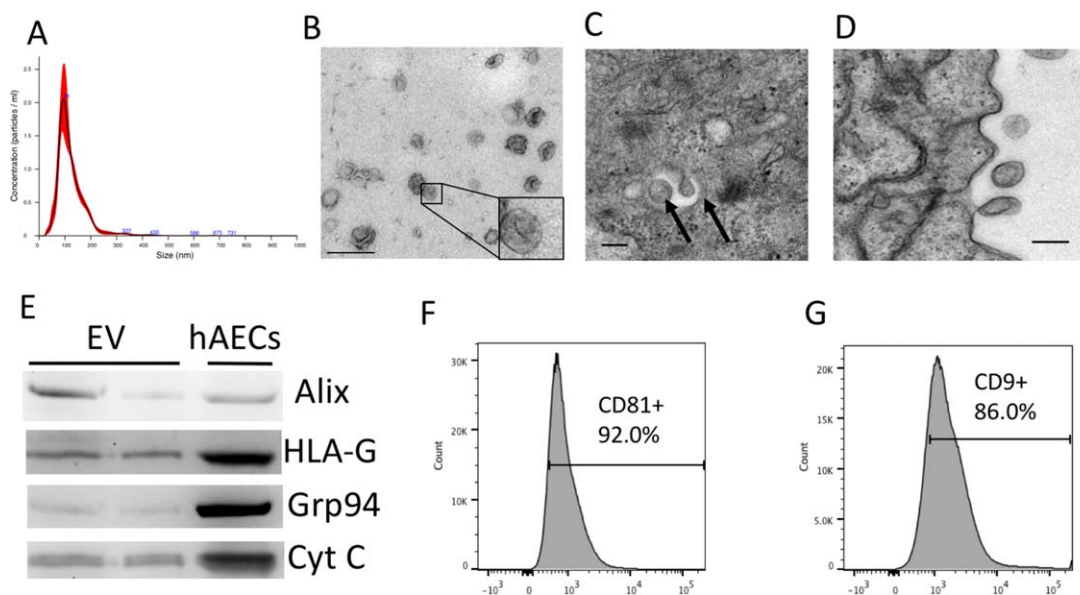 A
Concentration (particles / ml)
2.5
2.0
1.5
1.0
0.5
0
0 100 200 300 400 500 600 700 800 900 1000
Size (nm)
B
C
D
E
EV hAECs
Alix
HLA-G
Grp94
Cyt C
F
30K
20K
10K
0
Count
CD81+
92.0%
-10³ 0 10³ 10⁴ 10⁵
G
20K
15K
10K
5.0K
0
Count
CD9+
86.0%
-10³ 0 10³ 10⁴ 10⁵